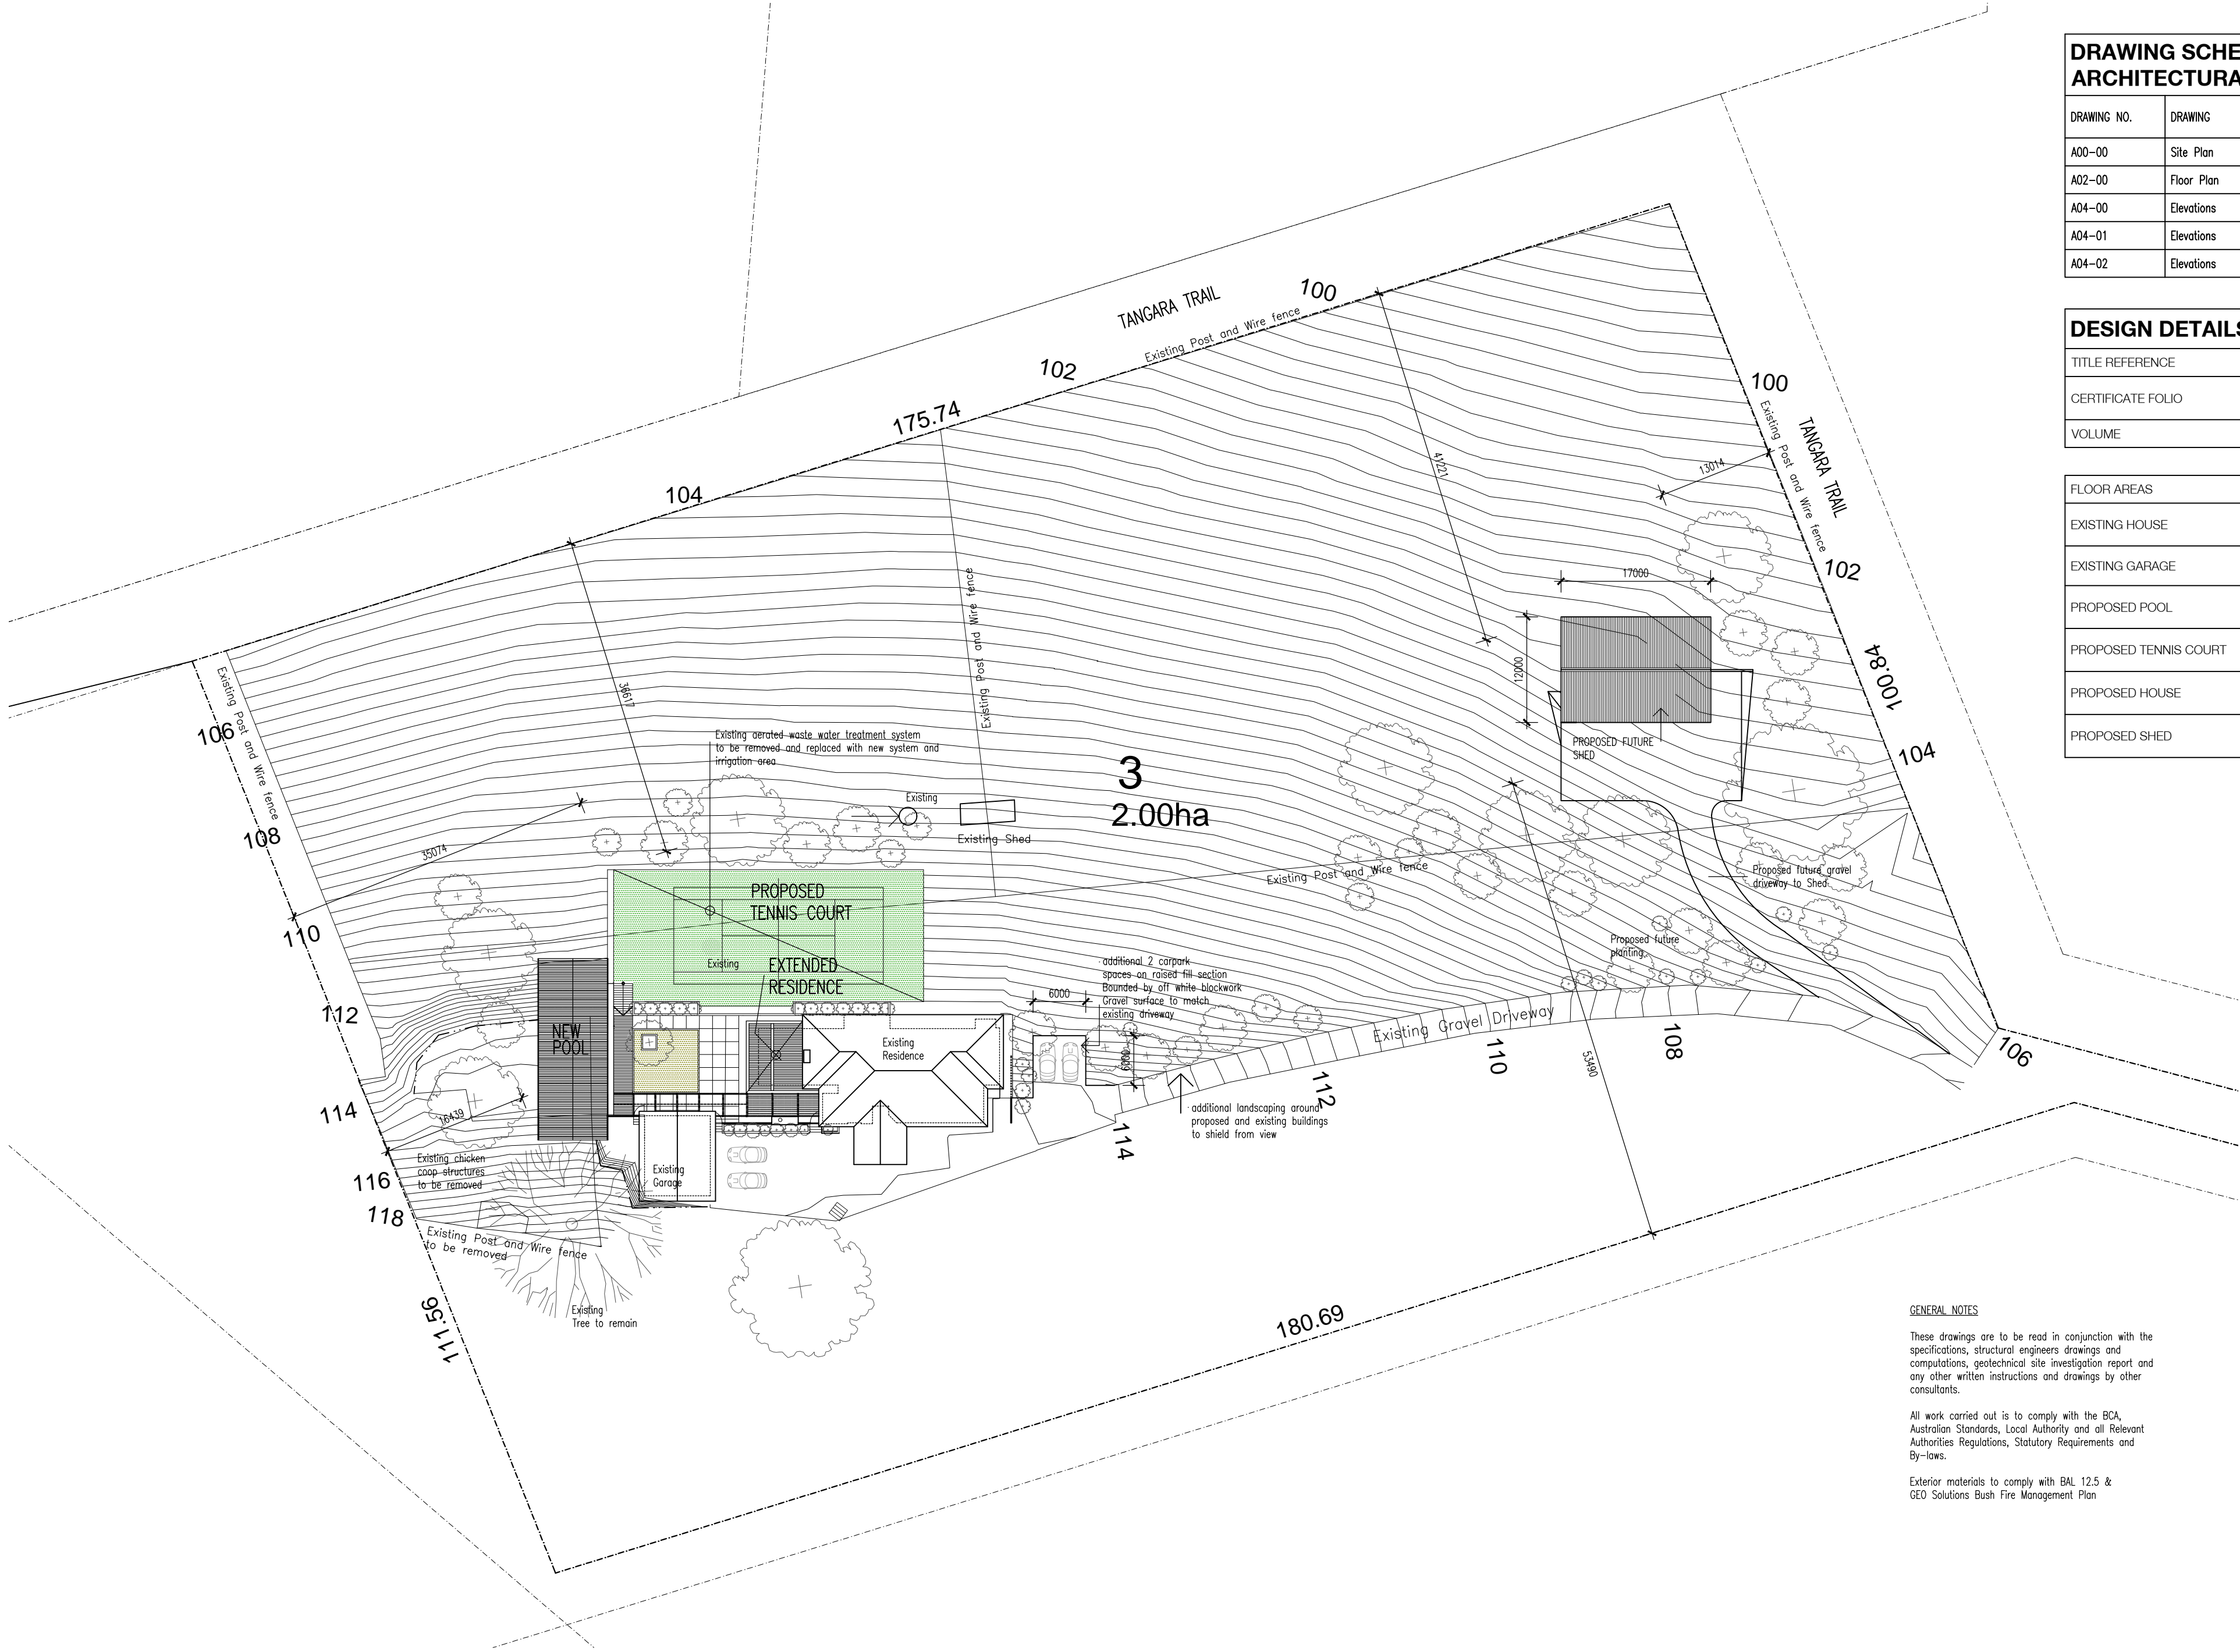 DRAWING SCHE
ARCHITECTURA
DRAWING NO. DRAWING
A00-00 Site Plan
A02-00 Floor Plan
A04-00 Elevations
A04-01 Elevations
A04-02 Elevations
DESIGN DETAILS
TITLE REFERENCE
CERTIFICATE FOLIO
VOLUME
FLOOR AREAS
EXISTING HOUSE
EXISTING GARAGE
PROPOSED POOL
PROPOSED TENNIS COURT
PROPOSED HOUSE
PROPOSED SHED
TANGARA TRAIL
100
Existing Post and Wire fence
102
175.74
104
41221
100
Existing Post and Wire fence
TANGARA TRAIL
13014
102
17000
12000
100.84
104
PROPOSED FUTURE
SHED
Existing Post and Wire fence
106
108
110
112
114
116
118
111.56
36617
35074
Existing Post and Wire fence
Existing aerated waste water treatment system
to be removed and replaced with new system and
irrigation area
Existing
Existing Shed
3
2.00ha
Existing Post and Wire fence
Proposed future gravel
driveway to Shed
Proposed future
planting
PROPOSED
TENNIS COURT
Existing
EXTENDED
RESIDENCE
additional 2 carpark
spaces on raised fill section
Bounded by off white blockwork
Gravel surface to match
existing driveway
6000
6000
NEW
POOL
Existing
Residence
Existing Gravel Driveway
108
110
112
114
106
53490
16439
additional landscaping around
proposed and existing buildings
to shield from view
Existing chicken
coop structures
to be removed
Existing
Garage
Existing Post and Wire fence
to be removed
Existing
Tree to remain
180.69
GENERAL NOTES
These drawings are to be read in conjunction with the
specifications, structural engineers drawings and
computations, geotechnical site investigation report and
any other written instructions and drawings by other
consultants.
All work carried out is to comply with the BCA,
Australian Standards, Local Authority and all Relevant
Authorities Regulations, Statutory Requirements and
By-laws.
Exterior materials to comply with BAL 12.5 &
GEO Solutions Bush Fire Management Plan